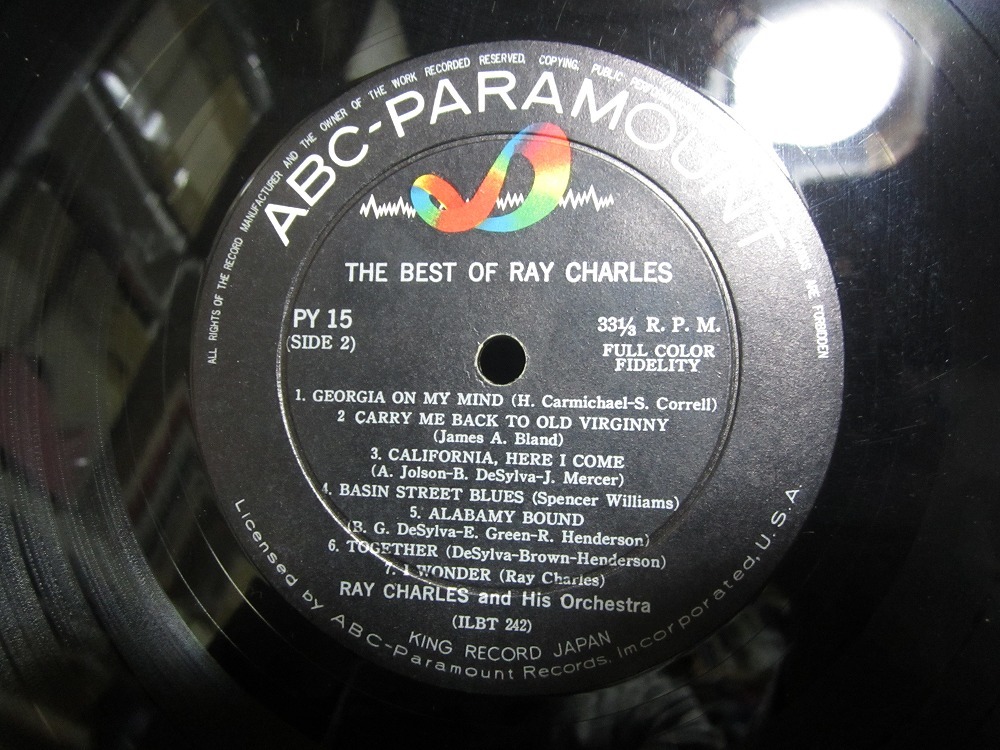 ALL RIGHTS OF THE RECORD MANUFACTURER AND THE OWNER OF THE WORK RECORDED RESERVED, COPYING, PUBLIC FORBIDDEN
ABC-PARAMOUNT
THE BEST OF RAY CHARLES
PY 15
(SIDE 2)
33⅓ R. P. M.
FULL COLOR
FIDELITY
1. GEORGIA ON MY MIND (H. Carmichael-S. Correll)
2 CARRY ME BACK TO OLD VIRGINNY
(James A. Bland)
3. CALIFORNIA, HERE I COME
(A. Jolson-B. DeSylva-J. Mercer)
4. BASIN STREET BLUES (Spencer Williams)
5. ALABAMY BOUND
(B. G. DeSylva-E. Green-R. Henderson)
6. TOGETHER (DeSylva-Brown-Henderson)
7. I WONDER (Ray Charles)
RAY CHARLES and His Orchestra
(ILBT 242)
KING RECORD JAPAN
Licensed by ABC-Paramount Records, Imcorporated, U. S. A